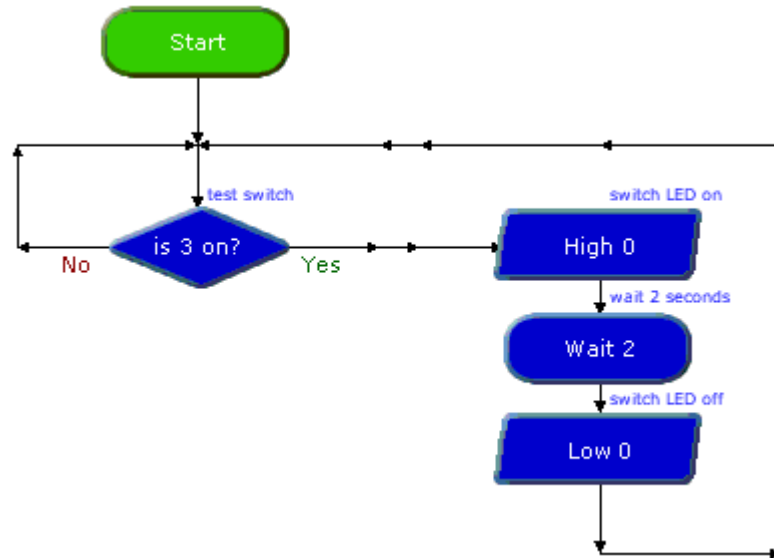 Start
test switch
is 3 on?
No
Yes
switch LED on
High 0
wait 2 seconds
Wait 2
switch LED off
Low 0